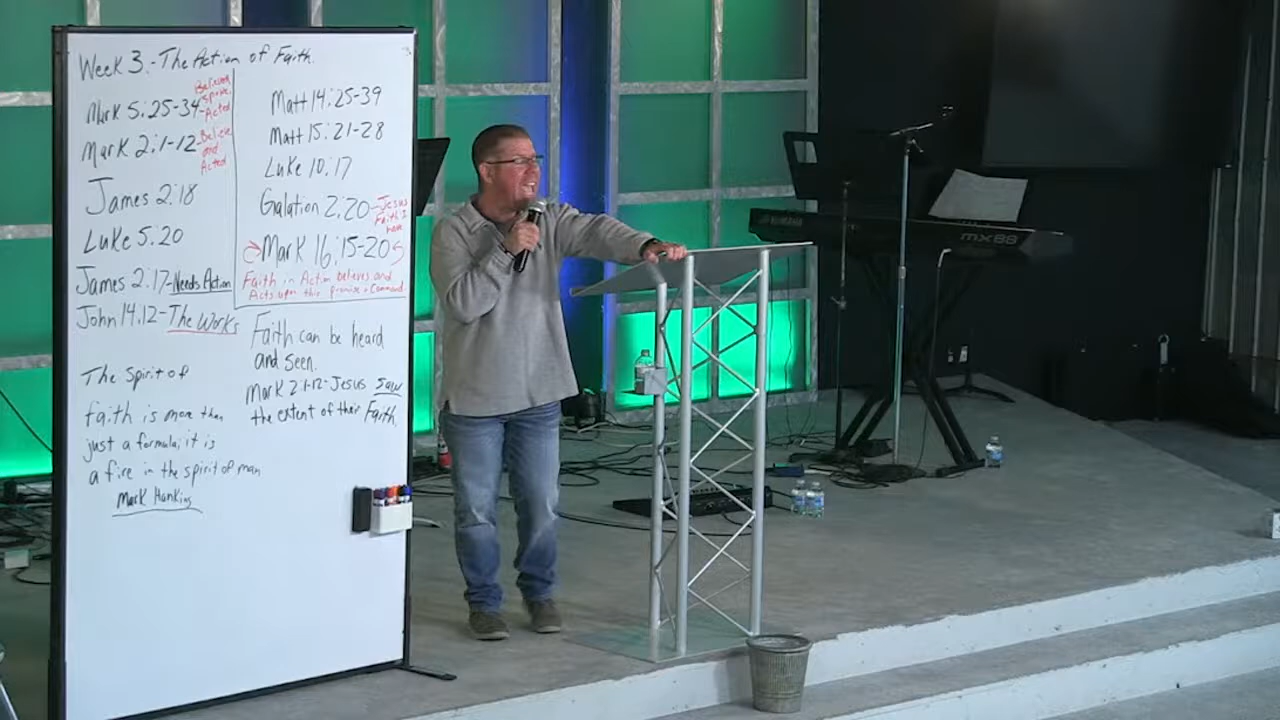 Week 3.-The Action of Faith.
Mark 5:25-34
Believed
spoke
-Acted
Mark 2:1-12
Believe
and
Acted
James 2.18
Luke 5.20
James 2.17-Needs Action
John 14.12-The Works
Matt 14:25-39
Matt 15:21-28
Luke 10.17
Galation 2.20-Jesus
Faith is
here
Mark 16:15-20
Faith in Action believes and
Acts upon this promise + Command.
The Spirit of
faith is more than
just a formula; it is
a fire in the spirit of man
Mark Hankins
Faith can be heard
and seen.
Mark 2:1-12-Jesus Saw
the extent of their Faith.
YAMAHA
MX88